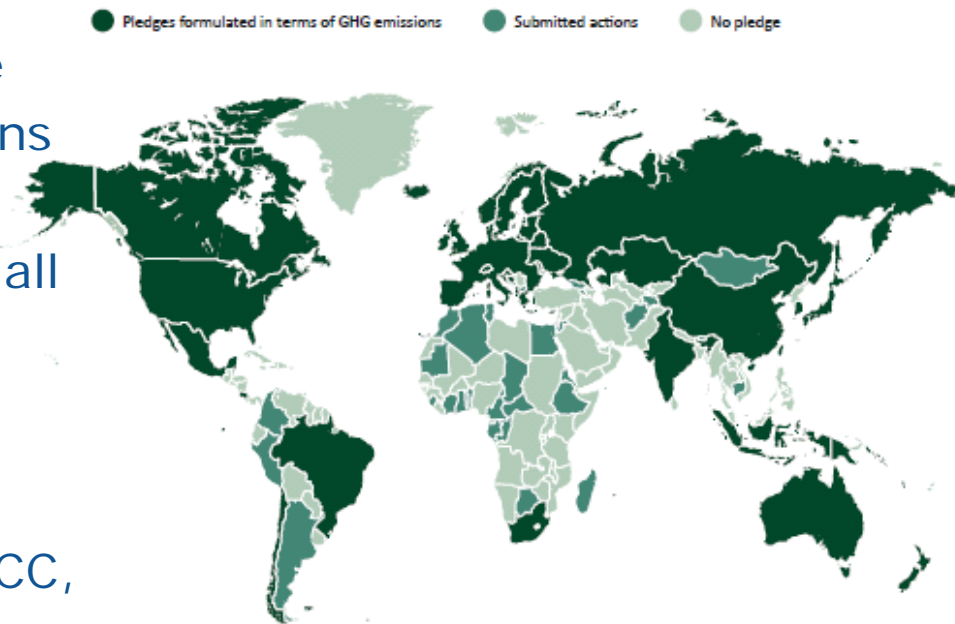 Pledges formulated in terms of GHG emissions Submitted actions No pledge
e
ns
all
CC,